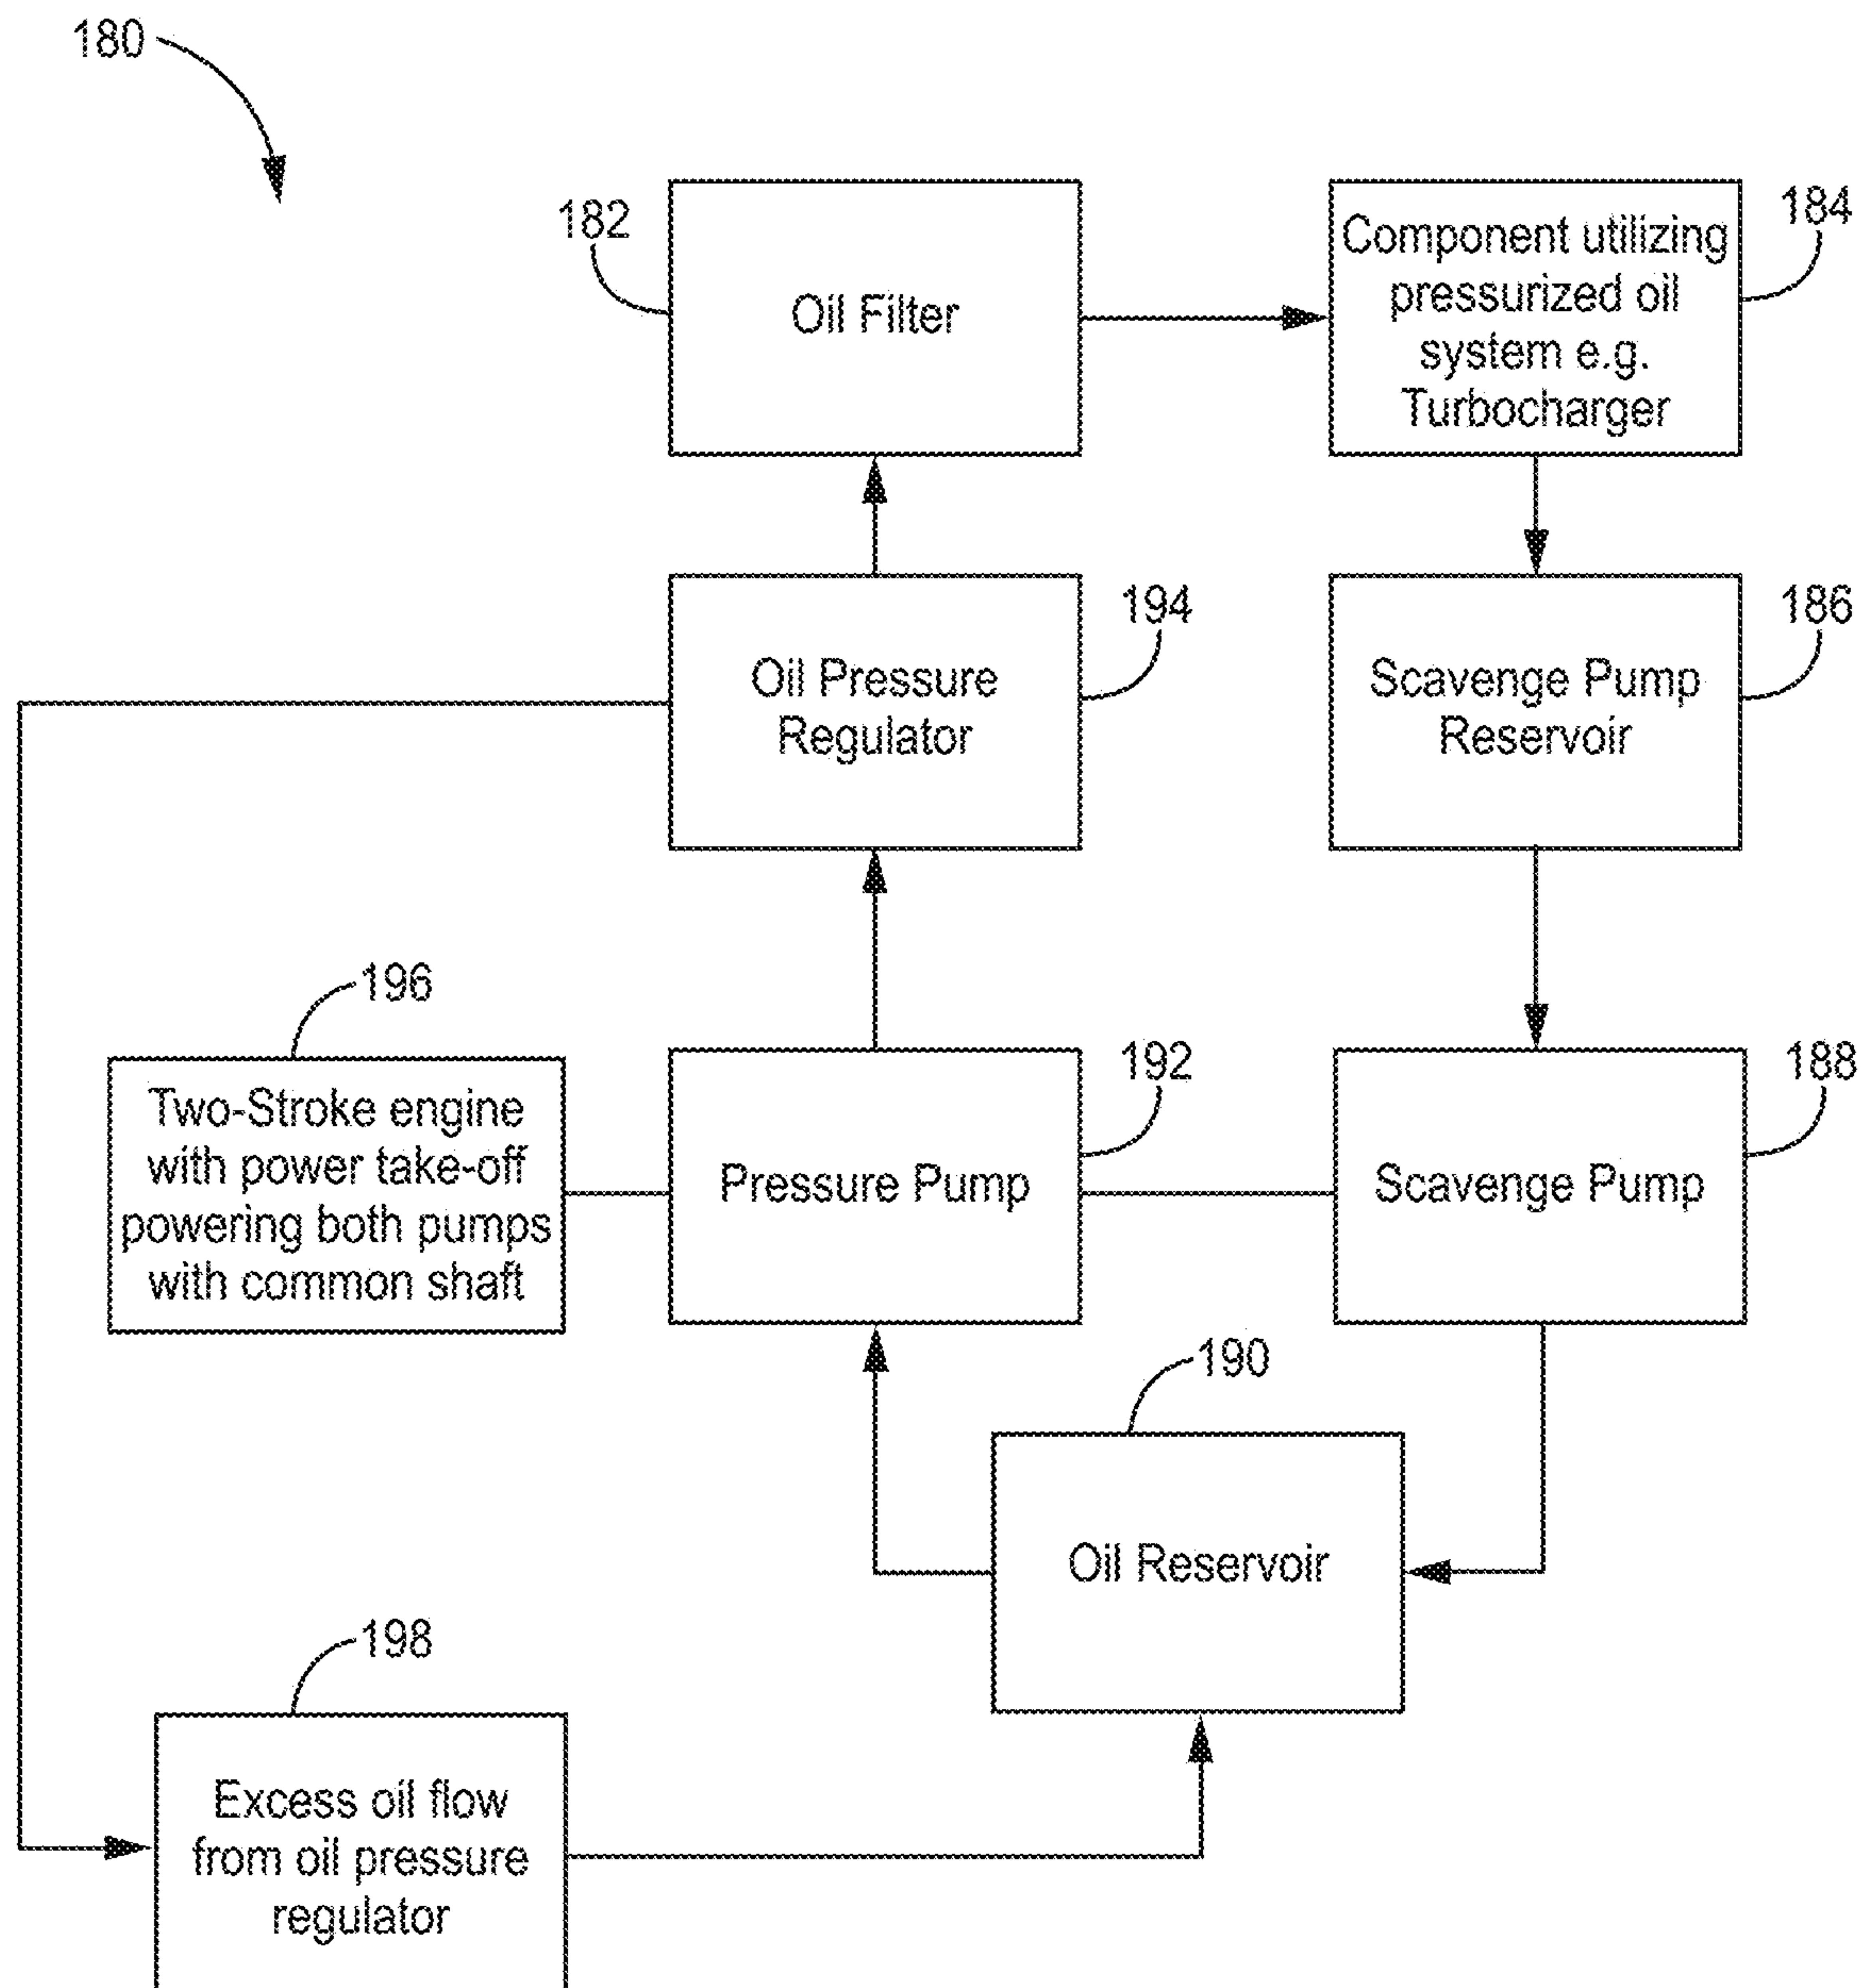 180
182
Oil Filter
Component utilizing
pressurized oil
system e.g.
Turbocharger
184
Oil Pressure
Regulator
194
Scavenge Pump
Reservoir
186
196
Two-Stroke engine
with power take-off
powering both pumps
with common shaft
Pressure Pump
192
Scavenge Pump
188
190
Oil Reservoir
198
Excess oil flow
from oil pressure
regulator